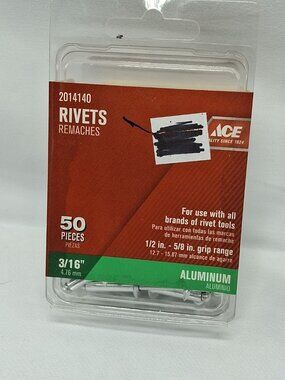 2014140
RIVETS
REMACHES
ACE
QUALITY SINCE 1924
For use with all
brands of rivet tools
Para utilizar con todas las marcas
de herramientas de remache
1/2 in. - 5/8 in. grip range
12.7 - 15.87 mm alcance de agarre
50
PIECES
PIEZAS
3/16"
4.76 mm
ALUMINUM
ALUMINIO